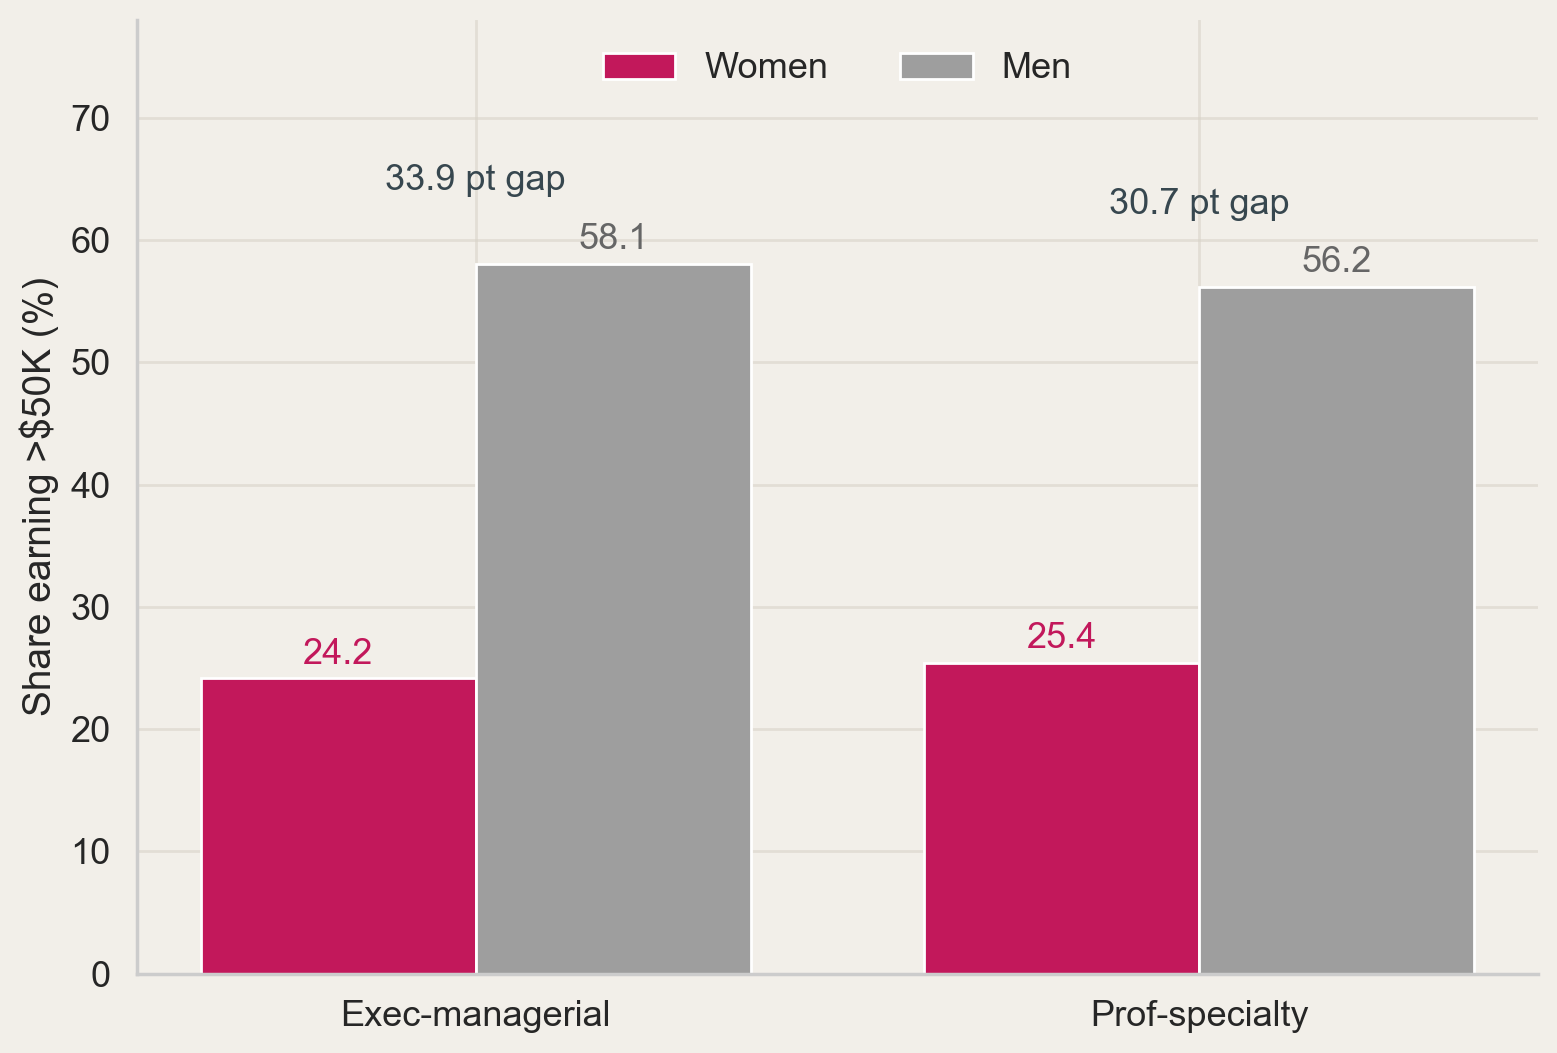 Women
Men
70
60
50
40
30
20
10
0
Share earning >$50K (%)
33.9 pt gap
58.1
24.2
30.7 pt gap
56.2
25.4
Exec-managerial
Prof-specialty